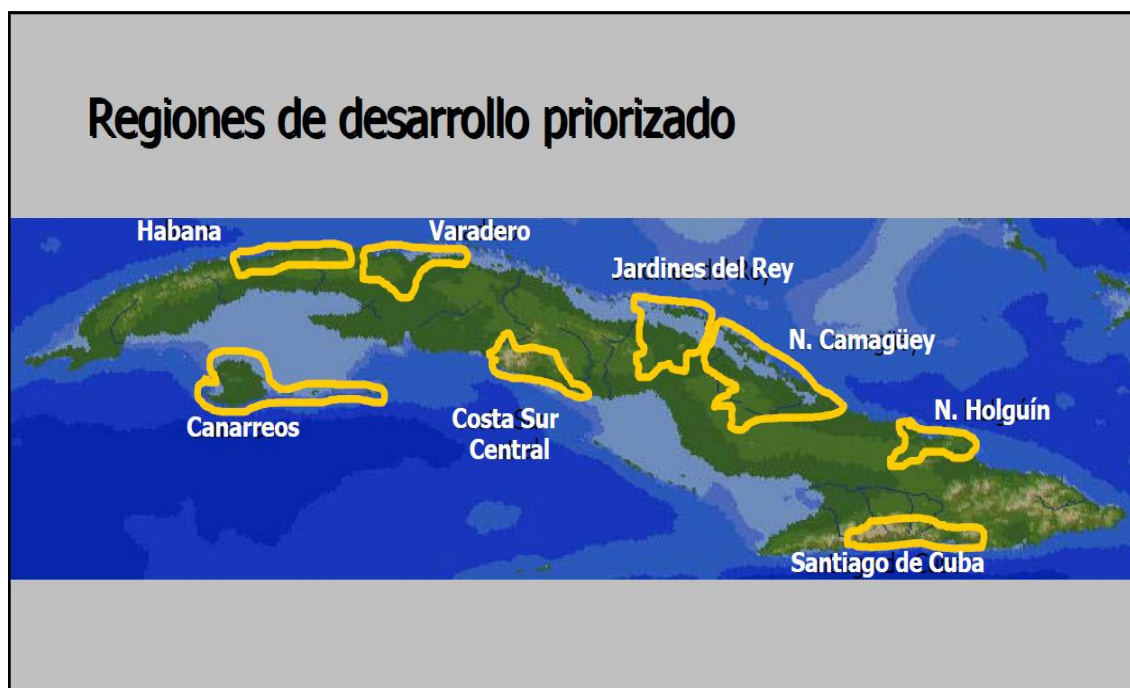 Regiones de desarrollo priorizado
Habana
Varadero
Jardines del Rey
N. Camagüey
Canarreos
Costa Sur
Central
N. Holguín
Santiago de Cuba